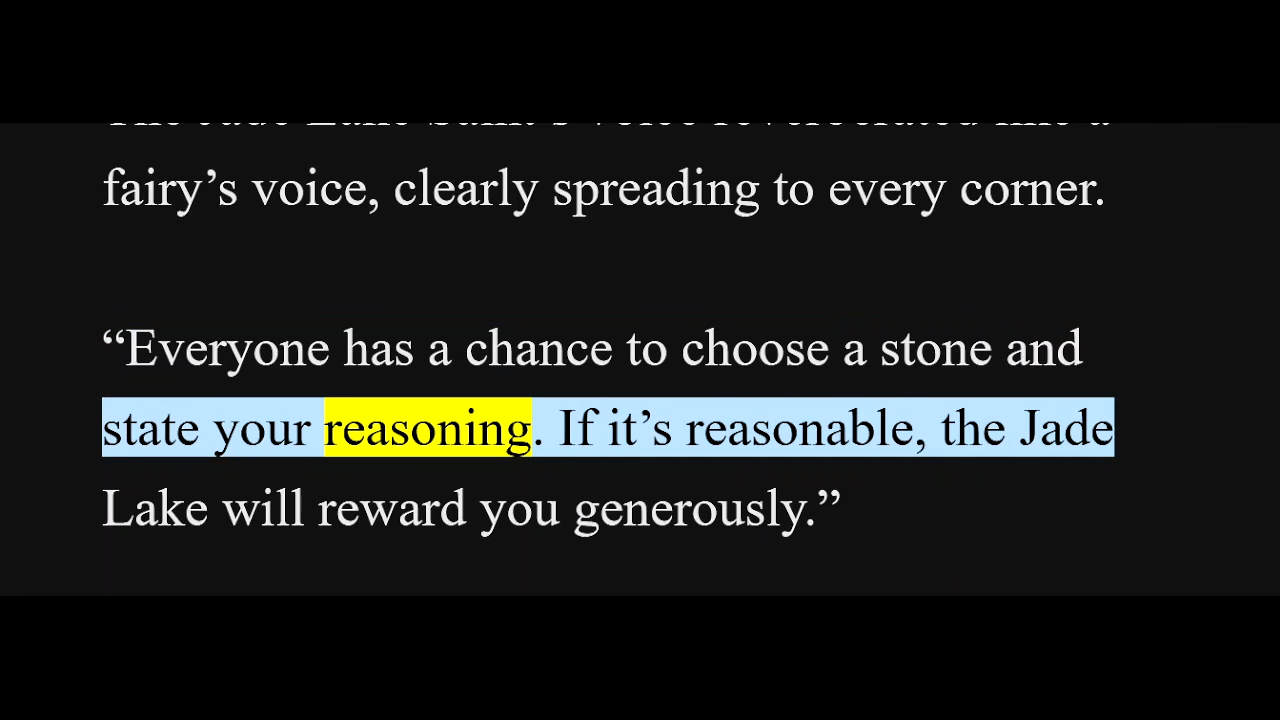 fairy’s voice, clearly spreading to every corner.
“Everyone has a chance to choose a stone and
state your reasoning. If it’s reasonable, the Jade
Lake will reward you generously.”